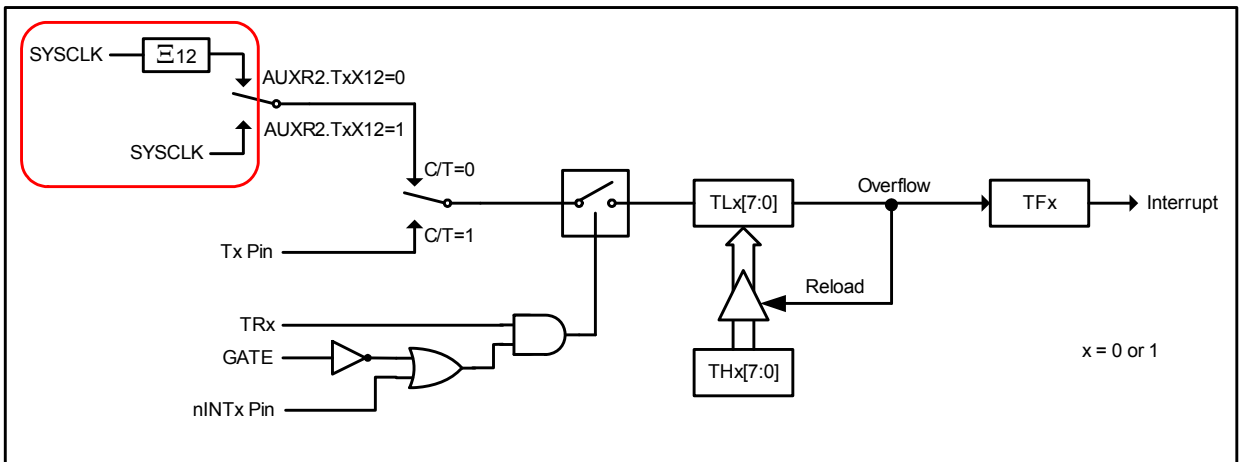 SYSCLK
Ξ12
AUXR2.TxX12=0
AUXR2.TxX12=1
SYSCLK
C/T=0
C/T=1
Tx Pin
TLx[7:0]
Overflow
TFx
Interrupt
Reload
TRx
GATE
nINTx Pin
THx[7:0]
x = 0 or 1